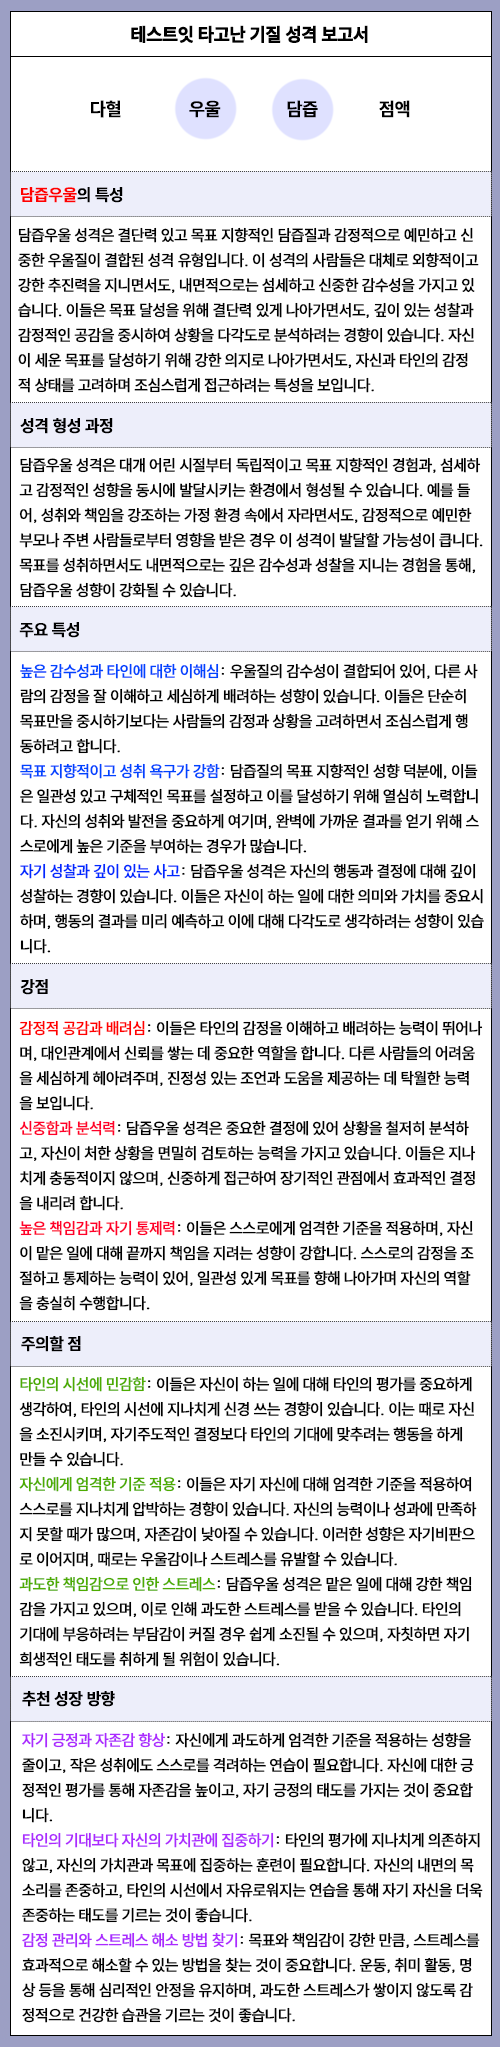 테스트잇 타고난 기질 성격 보고서
다혈 우울 담즙 점액
담즙우울의 특성
담즙우울 성격은 결단력 있고 목표 지향적인 담즙질과 감정적으로 예민하고 신
중한 우울질이 결합된 성격 유형입니다. 이 성격의 사람들은 대체로 외향적이고
강한 추진력을 지니면서도, 내면적으로는 섬세하고 신중한 감수성을 가지고 있
습니다. 이들은 목표 달성을 위해 결단력 있게 나아가면서도, 깊이 있는 성찰과
감정적인 공감을 중시하여 상황을 다각도로 분석하려는 경향이 있습니다. 자신
이 세운 목표를 달성하기 위해 강한 의지로 나아가면서도, 자신과 타인의 감정
적 상태를 고려하며 조심스럽게 접근하려는 특성을 보입니다.
성격 형성 과정
담즙우울 성격은 대개 어린 시절부터 독립적이고 목표 지향적인 경험과, 섬세하
고 감정적인 성향을 동시에 발달시키는 환경에서 형성될 수 있습니다. 예를 들
어, 성취와 책임을 강조하는 가정 환경 속에서 자라면서도, 감정적으로 예민한
부모나 주변 사람들로부터 영향을 받은 경우 이 성격이 발달할 가능성이 큽니다.
목표를 성취하면서도 내면적으로는 깊은 감수성과 성찰을 지니는 경험을 통해,
담즙우울 성향이 강화될 수 있습니다.
주요 특성
높은 감수성과 타인에 대한 이해심: 우울질의 감수성이 결합되어 있어, 다른 사
람의 감정을 잘 이해하고 세심하게 배려하는 성향이 있습니다. 이들은 단순히
목표만을 중시하기보다는 사람들의 감정과 상황을 고려하면서 조심스럽게 행
동하려고 합니다.
목표 지향적이고 성취 욕구가 강함: 담즙질의 목표 지향적인 성향 덕분에, 이들
은 일관성 있고 구체적인 목표를 설정하고 이를 달성하기 위해 열심히 노력합니
다. 자신의 성취와 발전을 중요하게 여기며, 완벽에 가까운 결과를 얻기 위해 스
스로에게 높은 기준을 부여하는 경우가 많습니다.
자기 성찰과 깊이 있는 사고: 담즙우울 성격은 자신의 행동과 결정에 대해 깊이
성찰하는 경향이 있습니다. 이들은 자신이 하는 일에 대한 의미와 가치를 중요시
하며, 행동의 결과를 미리 예측하고 이에 대해 다각도로 생각하려는 성향이 있습
니다.
강점
감정적 공감과 배려심: 이들은 타인의 감정을 이해하고 배려하는 능력이 뛰어나
며, 대인관계에서 신뢰를 쌓는 데 중요한 역할을 합니다. 다른 사람들의 어려움
을 세심하게 헤아려주며, 진정성 있는 조언과 도움을 제공하는 데 탁월한 능력
을 보입니다.
신중함과 분석력: 담즙우울 성격은 중요한 결정에 있어 상황을 철저히 분석하
고, 자신이 처한 상황을 면밀히 검토하는 능력을 가지고 있습니다. 이들은 지나
치게 충동적이지 않으며, 신중하게 접근하여 장기적인 관점에서 효과적인 결정
을 내리려 합니다.
높은 책임감과 자기 통제력: 이들은 스스로에게 엄격한 기준을 적용하며, 자신
이 맡은 일에 대해 끝까지 책임을 지려는 성향이 강합니다. 스스로의 감정을 조
절하고 통제하는 능력이 있어, 일관성 있게 목표를 향해 나아가며 자신의 역할
을 충실히 수행합니다.
주의할 점
타인의 시선에 민감함: 이들은 자신이 하는 일에 대해 타인의 평가를 중요하게
생각하여, 타인의 시선에 지나치게 신경 쓰는 경향이 있습니다. 이는 때로 자신
을 소진시키며, 자기주도적인 결정보다 타인의 기대에 맞추려는 행동을 하게
만들 수 있습니다.
자신에게 엄격한 기준 적용: 이들은 자기 자신에 대해 엄격한 기준을 적용하여
스스로를 지나치게 압박하는 경향이 있습니다. 자신의 능력이나 성과에 만족하
지 못할 때가 많으며, 자존감이 낮아질 수 있습니다. 이러한 성향은 자기비판으
로 이어지며, 때로는 우울감이나 스트레스를 유발할 수 있습니다.
과도한 책임감으로 인한 스트레스: 담즙우울 성격은 맡은 일에 대해 강한 책임
감을 가지고 있으며, 이로 인해 과도한 스트레스를 받을 수 있습니다. 타인의
기대에 부응하려는 부담감이 커질 경우 쉽게 소진될 수 있으며, 자칫하면 자기
희생적인 태도를 취하게 될 위험이 있습니다.
추천 성장 방향
자기 긍정과 자존감 향상: 자신에게 과도하게 엄격한 기준을 적용하는 성향을
줄이고, 작은 성취에도 스스로를 격려하는 연습이 필요합니다. 자신에 대한 긍
정적인 평가를 통해 자존감을 높이고, 자기 긍정의 태도를 가지는 것이 중요합
니다.
타인의 기대보다 자신의 가치관에 집중하기: 타인의 평가에 지나치게 의존하지
않고, 자신의 가치관과 목표에 집중하는 훈련이 필요합니다. 자신의 내면의 목
소리를 존중하고, 타인의 시선에서 자유로워지는 연습을 통해 자기 자신을 더욱
존중하는 태도를 기르는 것이 좋습니다.
감정 관리와 스트레스 해소 방법 찾기: 목표와 책임감이 강한 만큼, 스트레스를
효과적으로 해소할 수 있는 방법을 찾는 것이 중요합니다. 운동, 취미 활동, 명
상 등을 통해 심리적인 안정을 유지하며, 과도한 스트레스가 쌓이지 않도록 감
정적으로 건강한 습관을 기르는 것이 좋습니다.